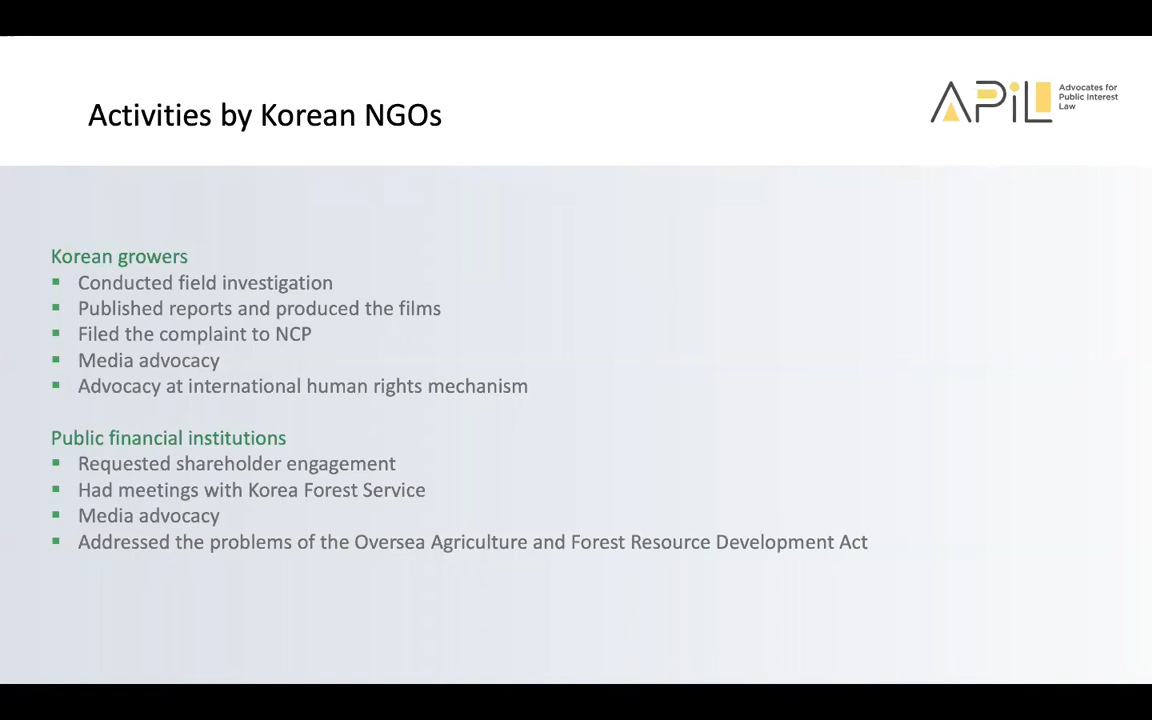 Activities by Korean NGOs
APIL
Advocates for
Public Interest
Law
Korean growers
▪ Conducted field investigation
▪ Published reports and produced the films
▪ Filed the complaint to NCP
▪ Media advocacy
▪ Advocacy at international human rights mechanism
Public financial institutions
▪ Requested shareholder engagement
▪ Had meetings with Korea Forest Service
▪ Media advocacy
▪ Addressed the problems of the Oversea Agriculture and Forest Resource Development Act